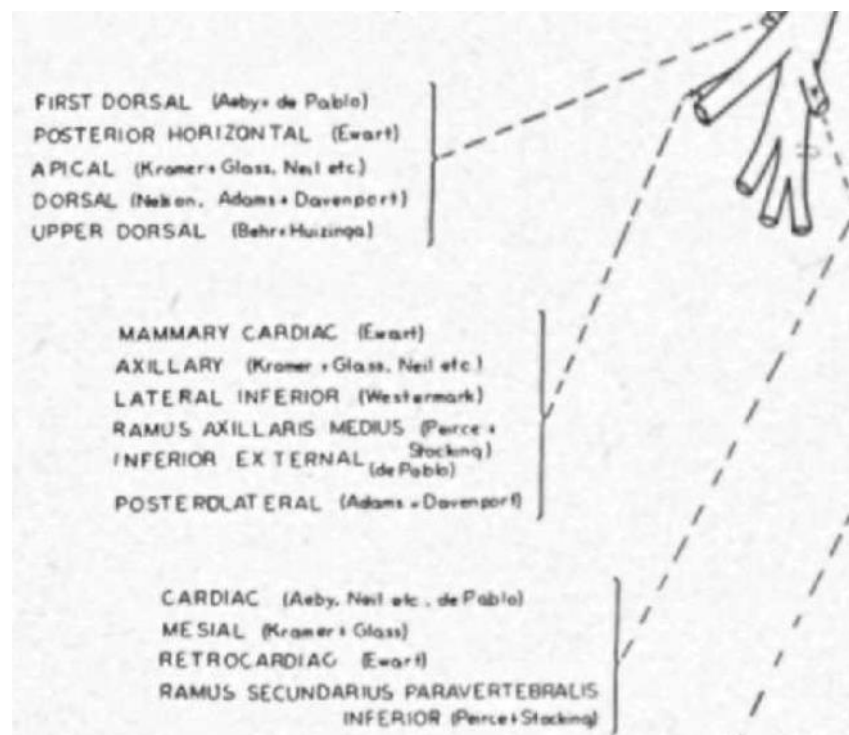 FIRST DORSAL (Aeby+ de Pablo)
POSTERIOR HORIZONTAL (Ewart)
APICAL (Kramer+Glass, Neil etc)
DORSAL (Nelson, Adams+Davenport)
UPPER DORSAL (Behr+Huizinga)
MAMMARY CARDIAC (Ewart)
AXILLARY (Kramer+Glass, Neil etc.)
LATERAL INFERIOR (Westermark)
RAMUS AXILLARIS MEDIUS (Peirce+
Stocking)
INFERIOR EXTERNAL (de Pablo)
POSTEROLATERAL (Adams+Davenport)
CARDIAC (Aeby, Neil etc., de Pablo)
MESIAL (Kramer+Glass)
RETROCARDIAC (Ewart)
RAMUS SECUNDARIUS PARAVERTEBRALIS
INFERIOR (Peirce+Stocking)